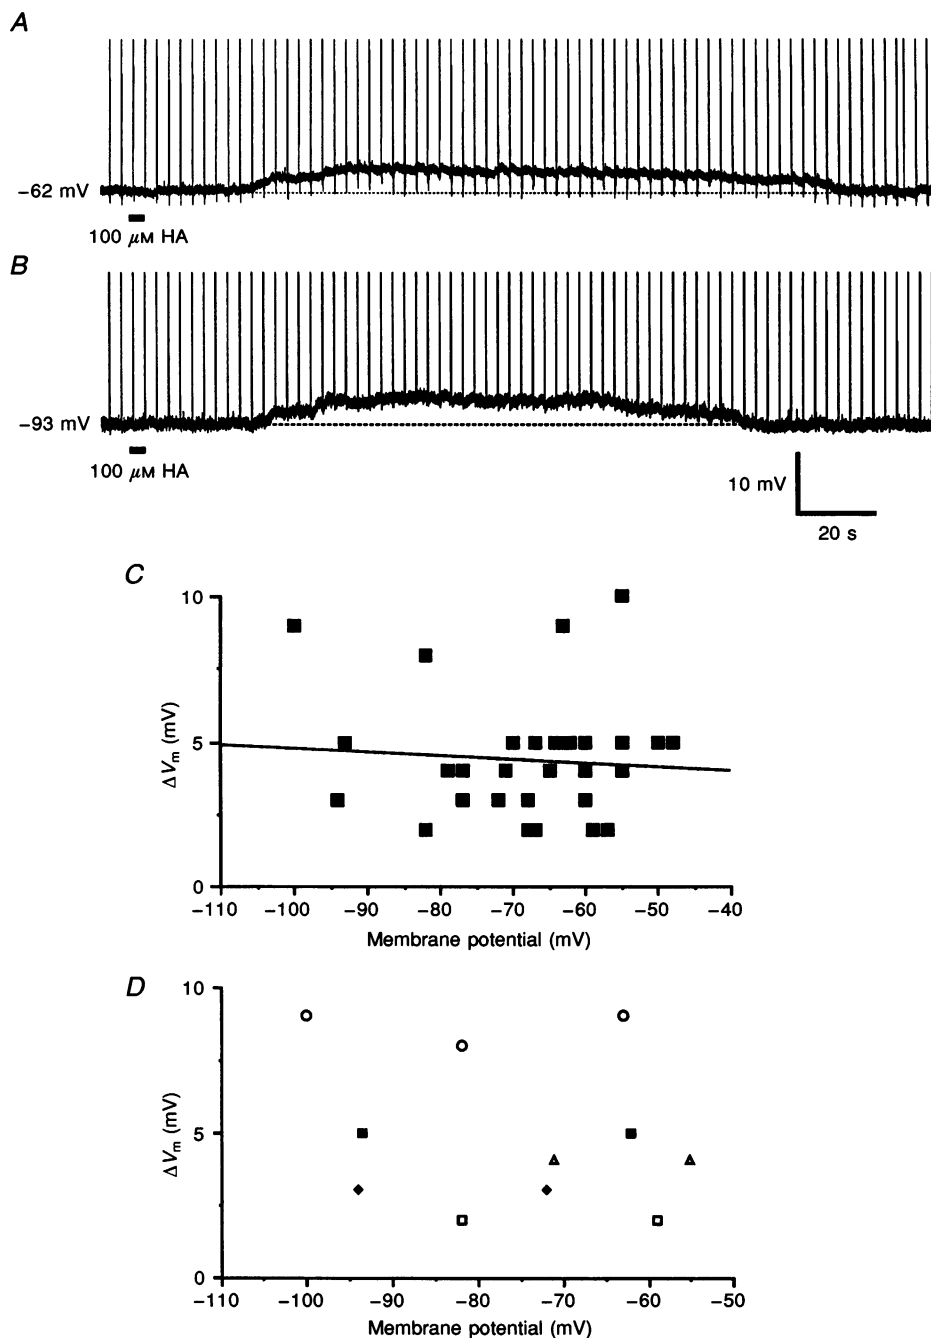 A
−62 mV
100 μM HA
B
−93 mV
100 μM HA
10 mV
20 s
C
10
5
0
ΔVm (mV)
−110 −100 −90 −80 −70 −60 −50 −40
Membrane potential (mV)
D
10
5
0
ΔVm (mV)
−110 −100 −90 −80 −70 −60 −50
Membrane potential (mV)